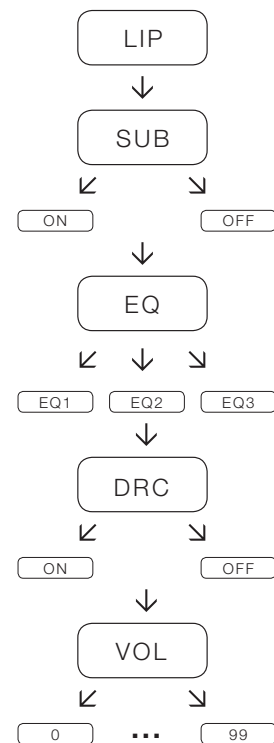 LIP
SUB
ON OFF
EQ
EQ1 EQ2 EQ3
DRC
ON OFF
VOL
0 ... 99